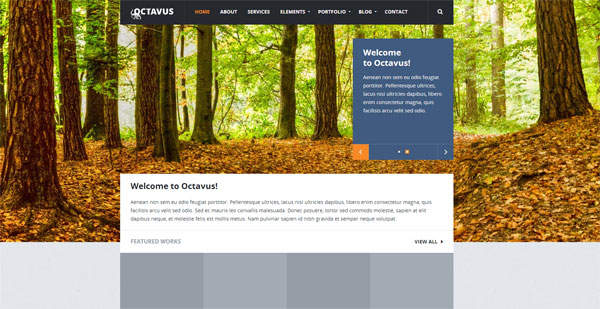 OCTAVUS
HOME ABOUT SERVICES ELEMENTS PORTFOLIO BLOG CONTACT
Welcome
to Octavus!
Aenean non sem eu odio feugiat
porttitor. Pellentesque ultrices,
lacus nisi ultricies dapibus, libero
enim consectetur magna, quis
facilisis arcu velit sed odio.
Welcome to Octavus!
Aenean non sem eu odio feugiat porttitor. Pellentesque ultrices, lacus nisi ultricies dapibus, libero enim consectetur magna, quis
facilisis arcu velit sed odio. Sed ec mauris leo convallis malesuada. Donec posuere, tortor sed commodo molestie, sapien at elit
dapibus neque, et molestie felis est mollis metus. Nam pulvinar sapien id nibh gravida et semper neque volutpat.
FEATURED WORKS
VIEW ALL